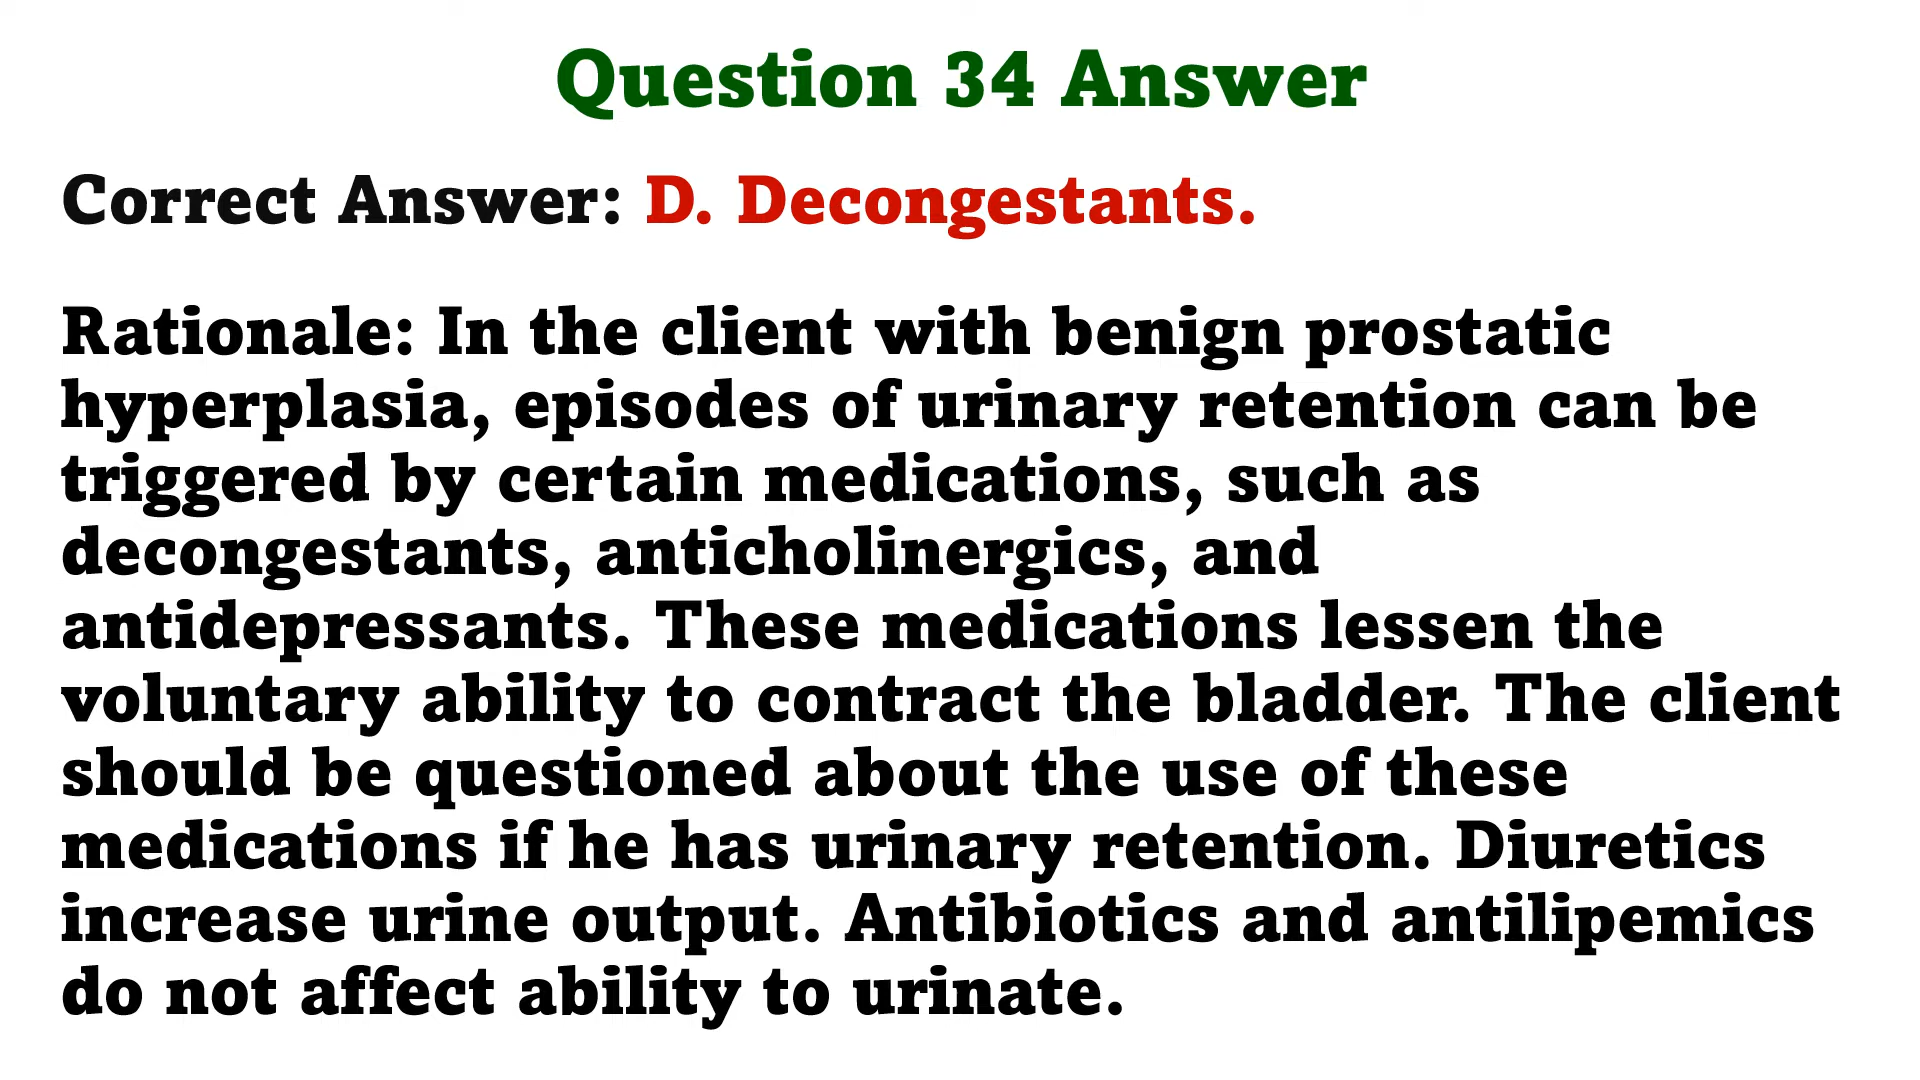 Question 34 Answer
Correct Answer: D. Decongestants.
Rationale: In the client with benign prostatic
hyperplasia, episodes of urinary retention can be
triggered by certain medications, such as
decongestants, anticholinergics, and
antidepressants. These medications lessen the
voluntary ability to contract the bladder. The client
should be questioned about the use of these
medications if he has urinary retention. Diuretics
increase urine output. Antibiotics and antilipemics
do not affect ability to urinate.